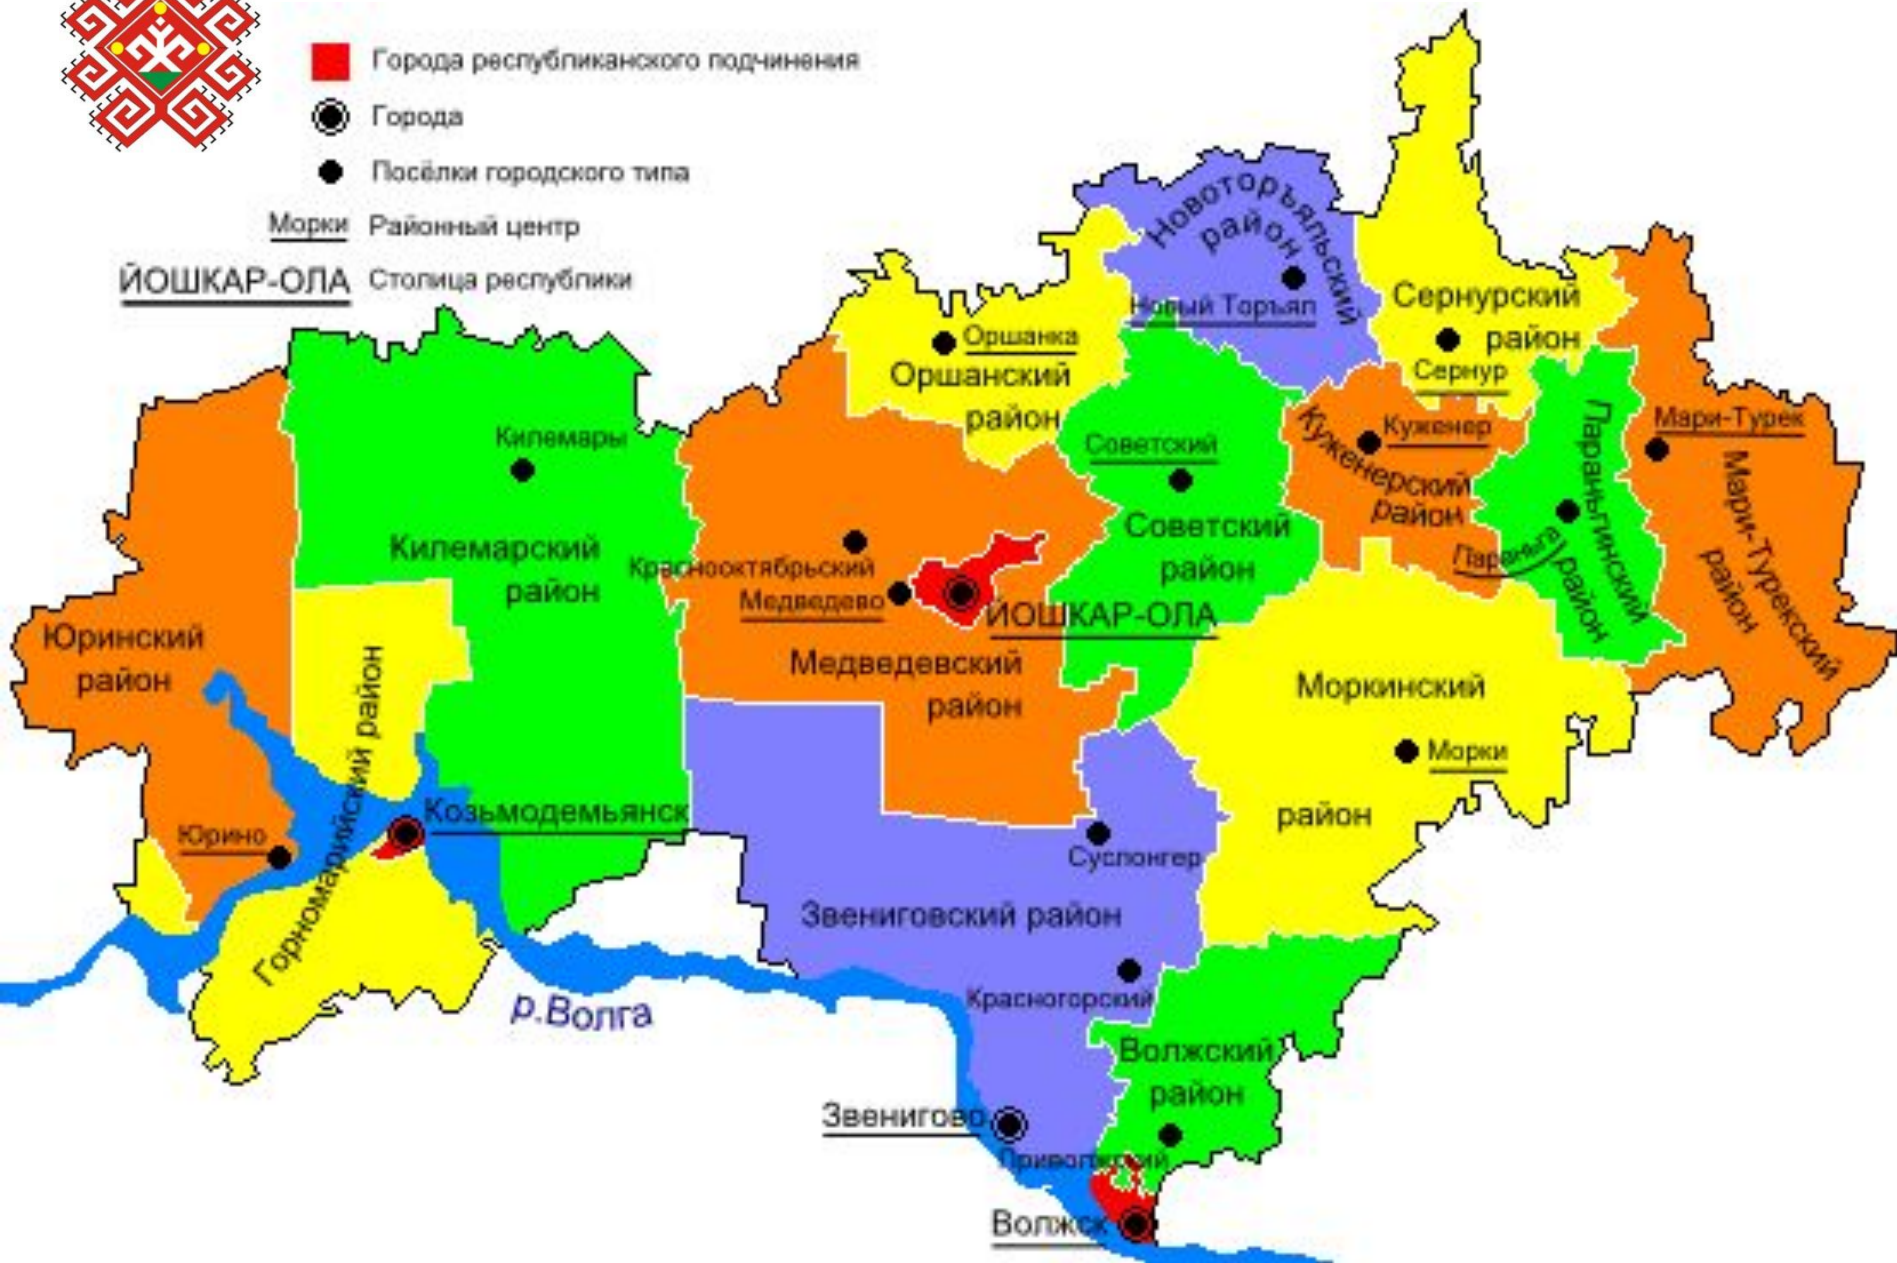 Города республиканского подчинения
Города
Посёлки городского типа
Морки Районный центр
ЙОШКАР-ОЛА Столица республики
Новоторъяльский
район
Новый Торъял
Сернурский
район
Сернур
Оршанка
Оршанский
район
Килемары
Килемарский
район
Советский
Советский
район
Куженер
Куженерский
район
Параньгинский
район
Параньга
Мари-Турек
Мари-Турекский
район
Краснооктябрьский
Медведево
ЙОШКАР-ОЛА
Медведевский
район
Юринский
район
Юрино
Горномарийский район
Козьмодемьянск
Моркинский
район
Морки
Суслонгер
Звениговский район
Красногорский
р.Волга
Волжский
район
Звенигово
Приволжский
Волжск